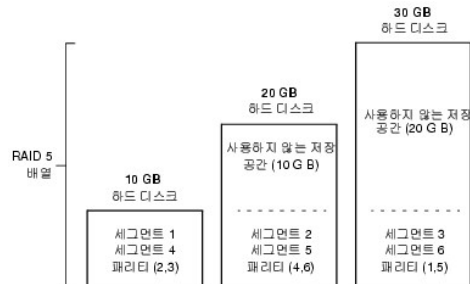 30 GB
하드 디스크
20 GB
하드 디스크
사용하지 않는 저장
공간 (20 G B)
사용하지 않는 저장
공간 (10 G B)
RAID 5
배열
10 GB
하드 디스크
세그먼트 1
세그먼트 4
패리티 (2,3)
세그먼트 2
세그먼트 5
패리티 (4,6)
세그먼트 3
세그먼트 6
패리티 (1,5)